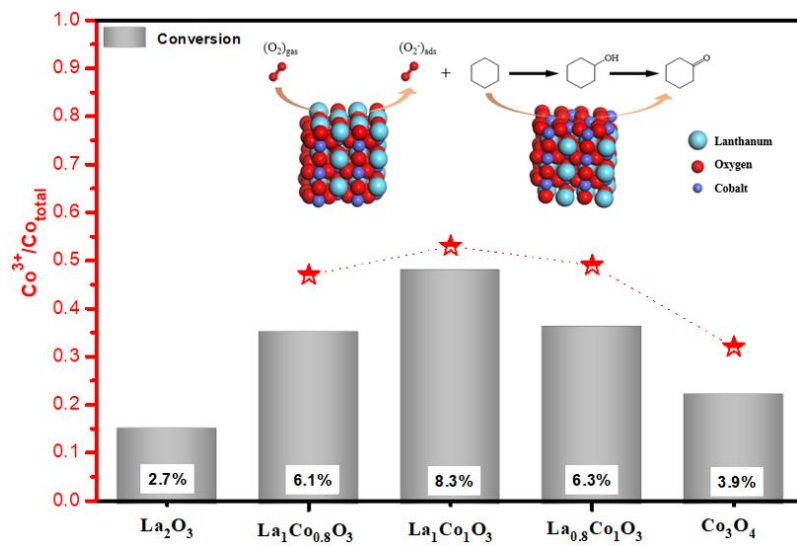 Conversion
(O₂)gas
(O₂⁻)ads
+
OH
O
Lanthanum
Oxygen
Cobalt
Co³⁺/Co_total
1.0
0.9
0.8
0.7
0.6
0.5
0.4
0.3
0.2
0.1
0.0
2.7%
6.1%
8.3%
6.3%
3.9%
La₂O₃
La₁Co₀.₈O₃
La₁Co₁O₃
La₀.₈Co₁O₃
Co₃O₄